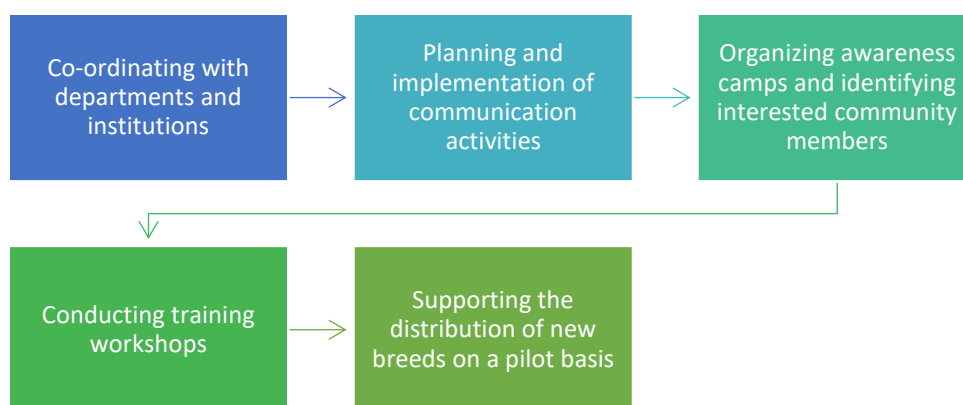 Co-ordinating with
departments and
institutions
Planning and
implementation of
communication
activities
Organizing awareness
camps and identifying
interested community
members
Conducting training
workshops
Supporting the
distribution of new
breeds on a pilot basis